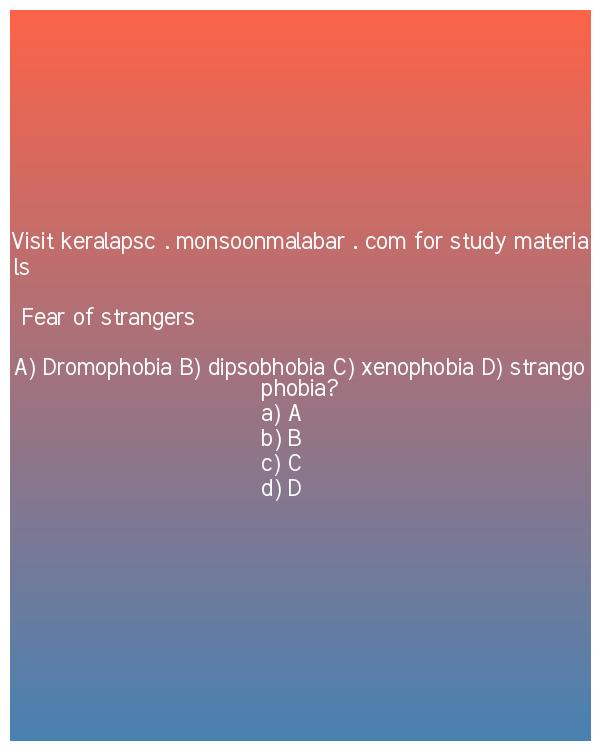 Visit keralapsc . monsoonmalabar . com for study materia
ls
Fear of strangers
A) Dromophobia B) dipsobhobia C) xenophobia D) strango
phobia?
a) A
b) B
c) C
d) D